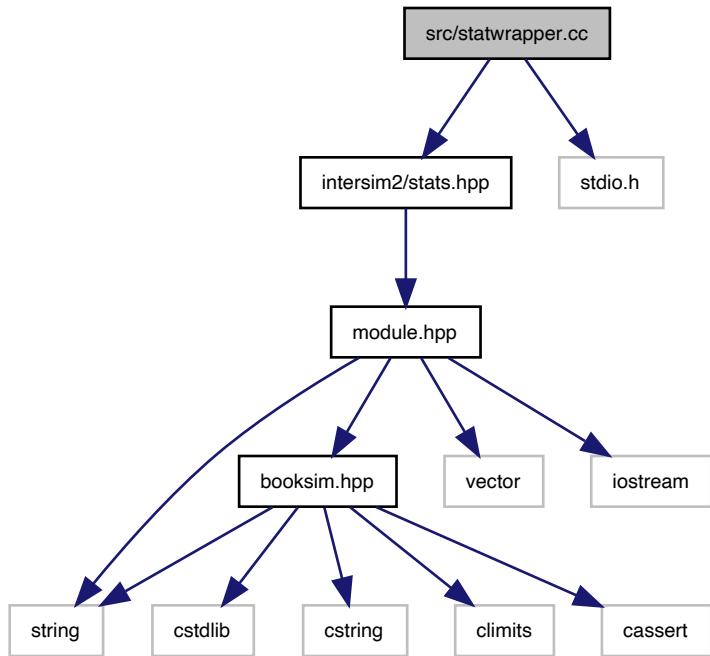 src/statwrapper.cc
intersim2/stats.hpp
stdio.h
module.hpp
booksim.hpp
vector
iostream
string
cstdlib
cstring
climits
cassert